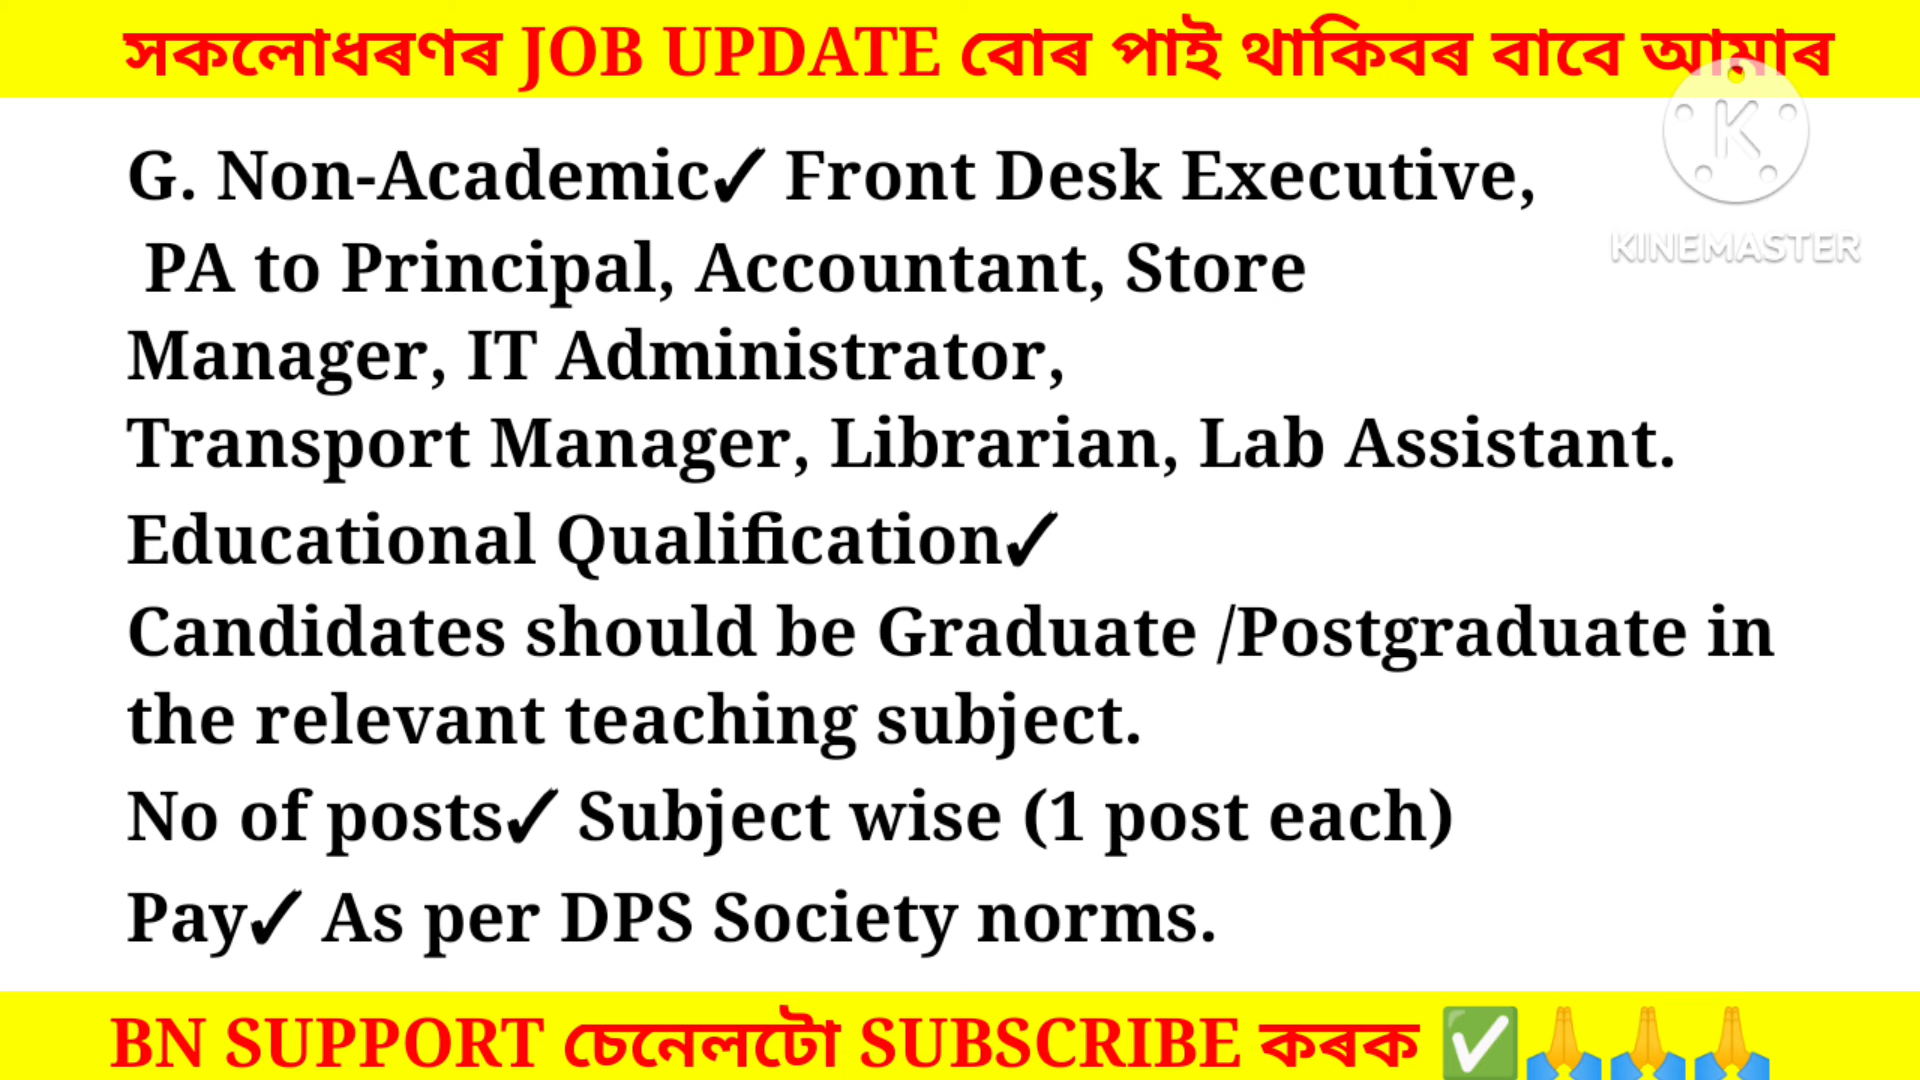 সকলোধৰণৰ JOB UPDATE বোৰ পাই থাকিবৰ বাবে আমাৰ
G. Non-Academic✓ Front Desk Executive,
PA to Principal, Accountant, Store
Manager, IT Administrator,
Transport Manager, Librarian, Lab Assistant.
Educational Qualification✓
Candidates should be Graduate /Postgraduate in
the relevant teaching subject.
No of posts✓ Subject wise (1 post each)
Pay✓ As per DPS Society norms.
BN SUPPORT চেনেলটো SUBSCRIBE কৰক ✅🙏🙏🙏
K
KINEMASTER